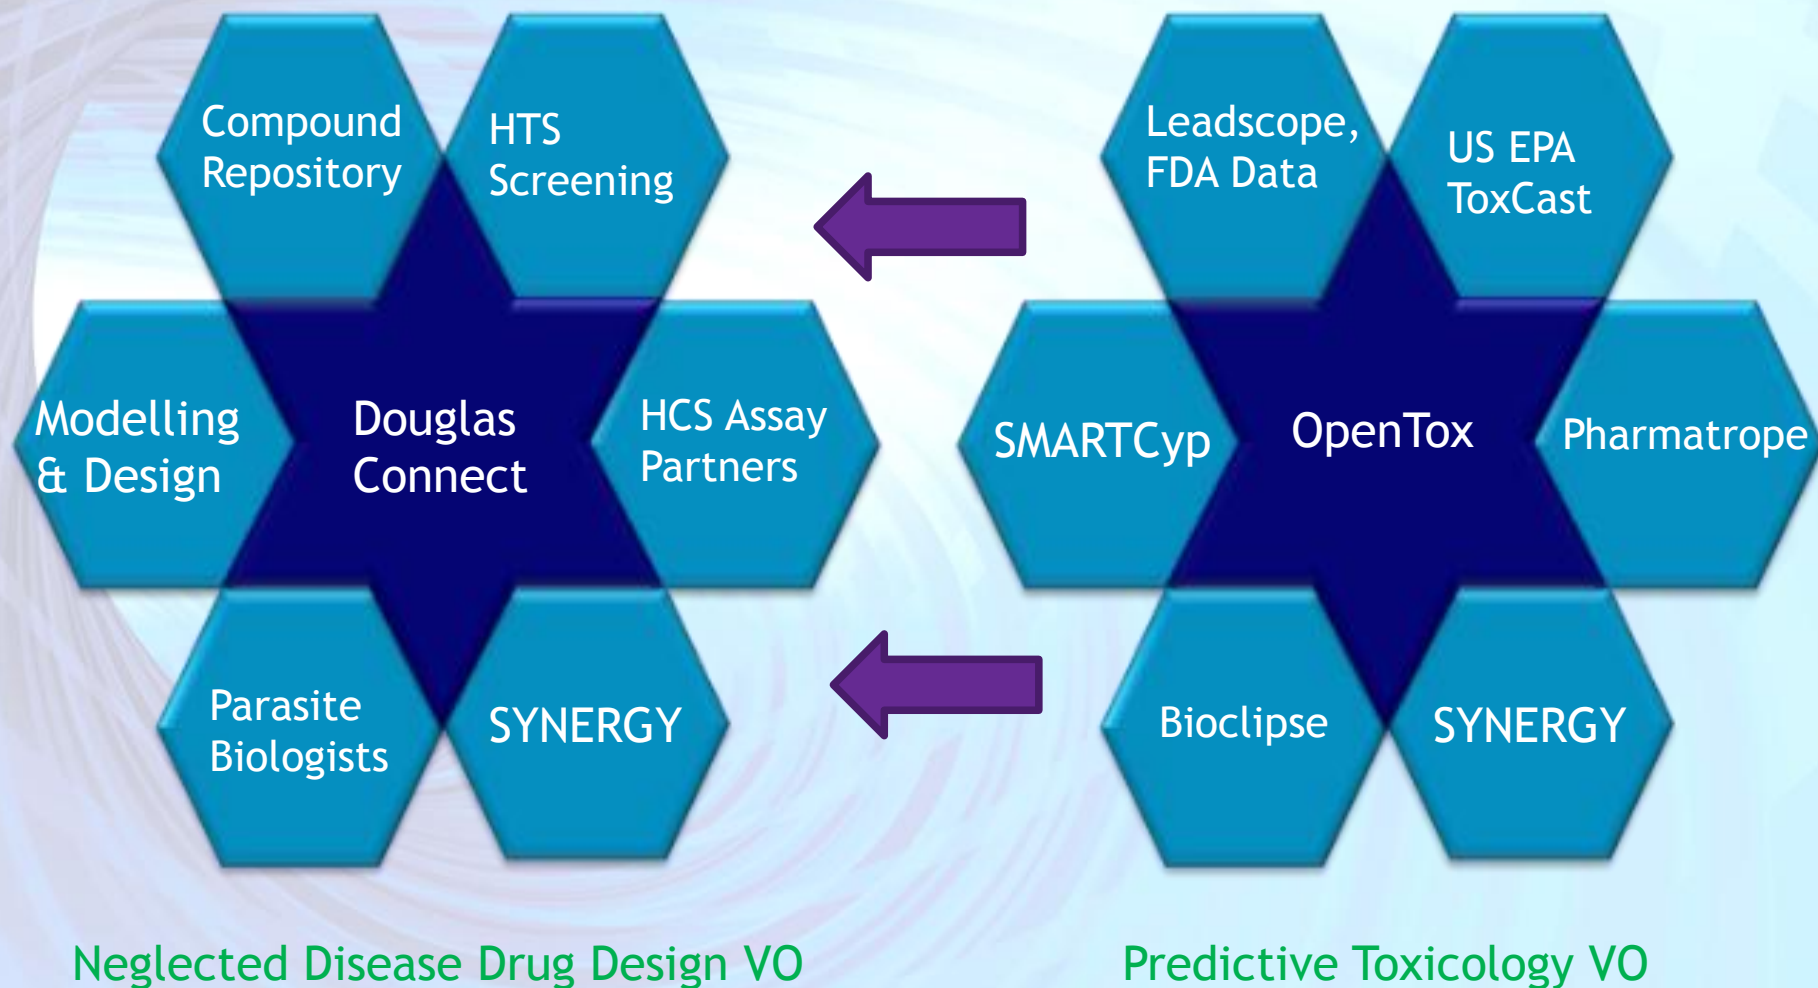 Compound
Repository
HTS
Screening
Modelling
& Design
Douglas
Connect
HCS Assay
Partners
Parasite
Biologists
SYNERGY
Neglected Disease Drug Design VO
Leadscope,
FDA Data
US EPA
ToxCast
SMARTCyp
OpenTox
Pharmatrope
Bioclipse
SYNERGY
Predictive Toxicology VO